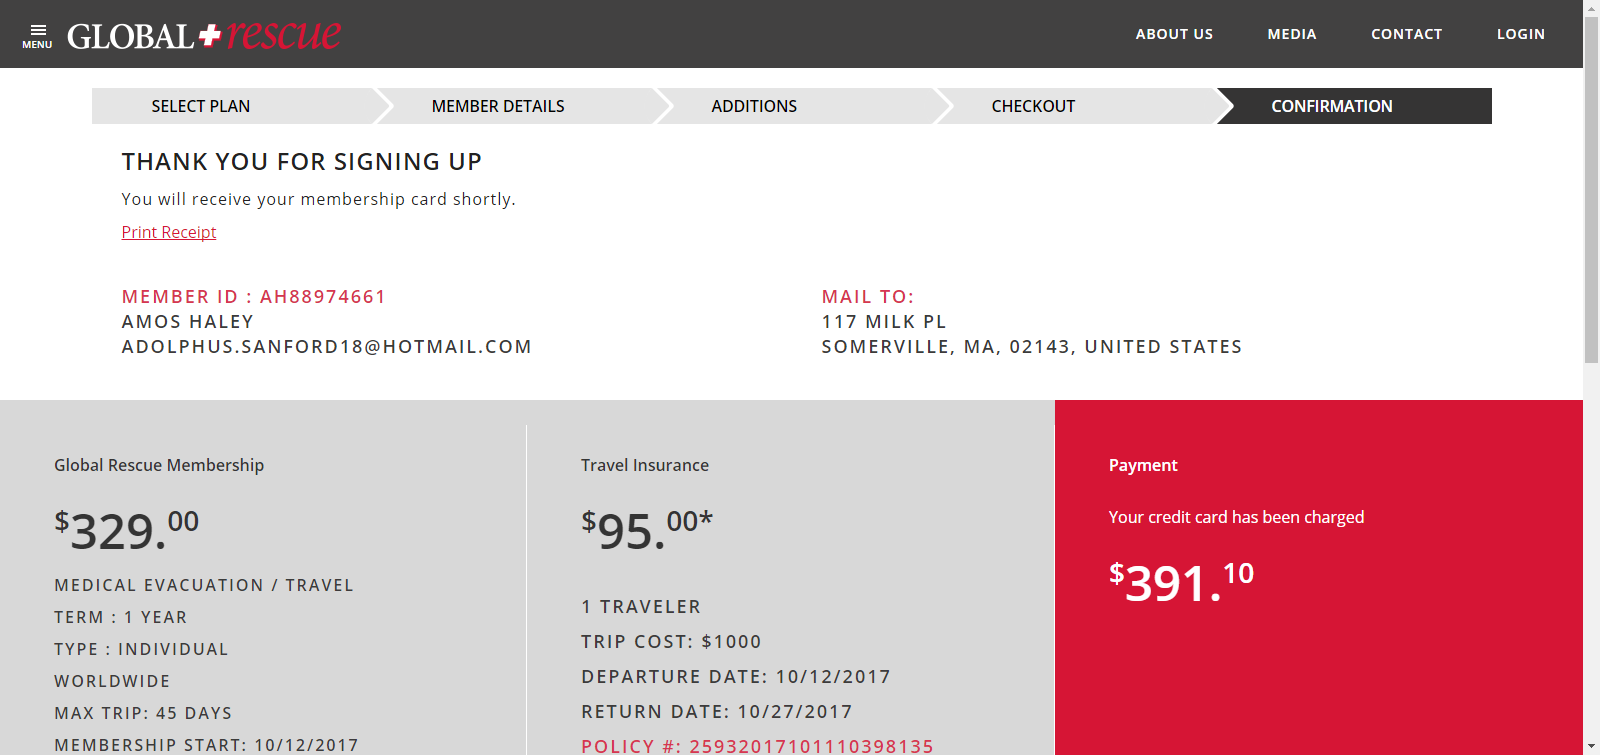 MENU GLOBAL rescue ABOUT US MEDIA CONTACT LOGIN
SELECT PLAN MEMBER DETAILS ADDITIONS CHECKOUT CONFIRMATION
THANK YOU FOR SIGNING UP
You will receive your membership card shortly.
Print Receipt
MEMBER ID : AH88974661
AMOS HALEY
ADOLPHUS.SANFORD18@HOTMAIL.COM
MAIL TO:
117 MILK PL
SOMERVILLE, MA, 02143, UNITED STATES
Global Rescue Membership
$329.00
MEDICAL EVACUATION / TRAVEL
TERM : 1 YEAR
TYPE : INDIVIDUAL
WORLDWIDE
MAX TRIP: 45 DAYS
MEMBERSHIP START: 10/12/2017
Travel Insurance
$95.00*
1 TRAVELER
TRIP COST: $1000
DEPARTURE DATE: 10/12/2017
RETURN DATE: 10/27/2017
POLICY #: 25932017101110398135
Payment
Your credit card has been charged
$391.10